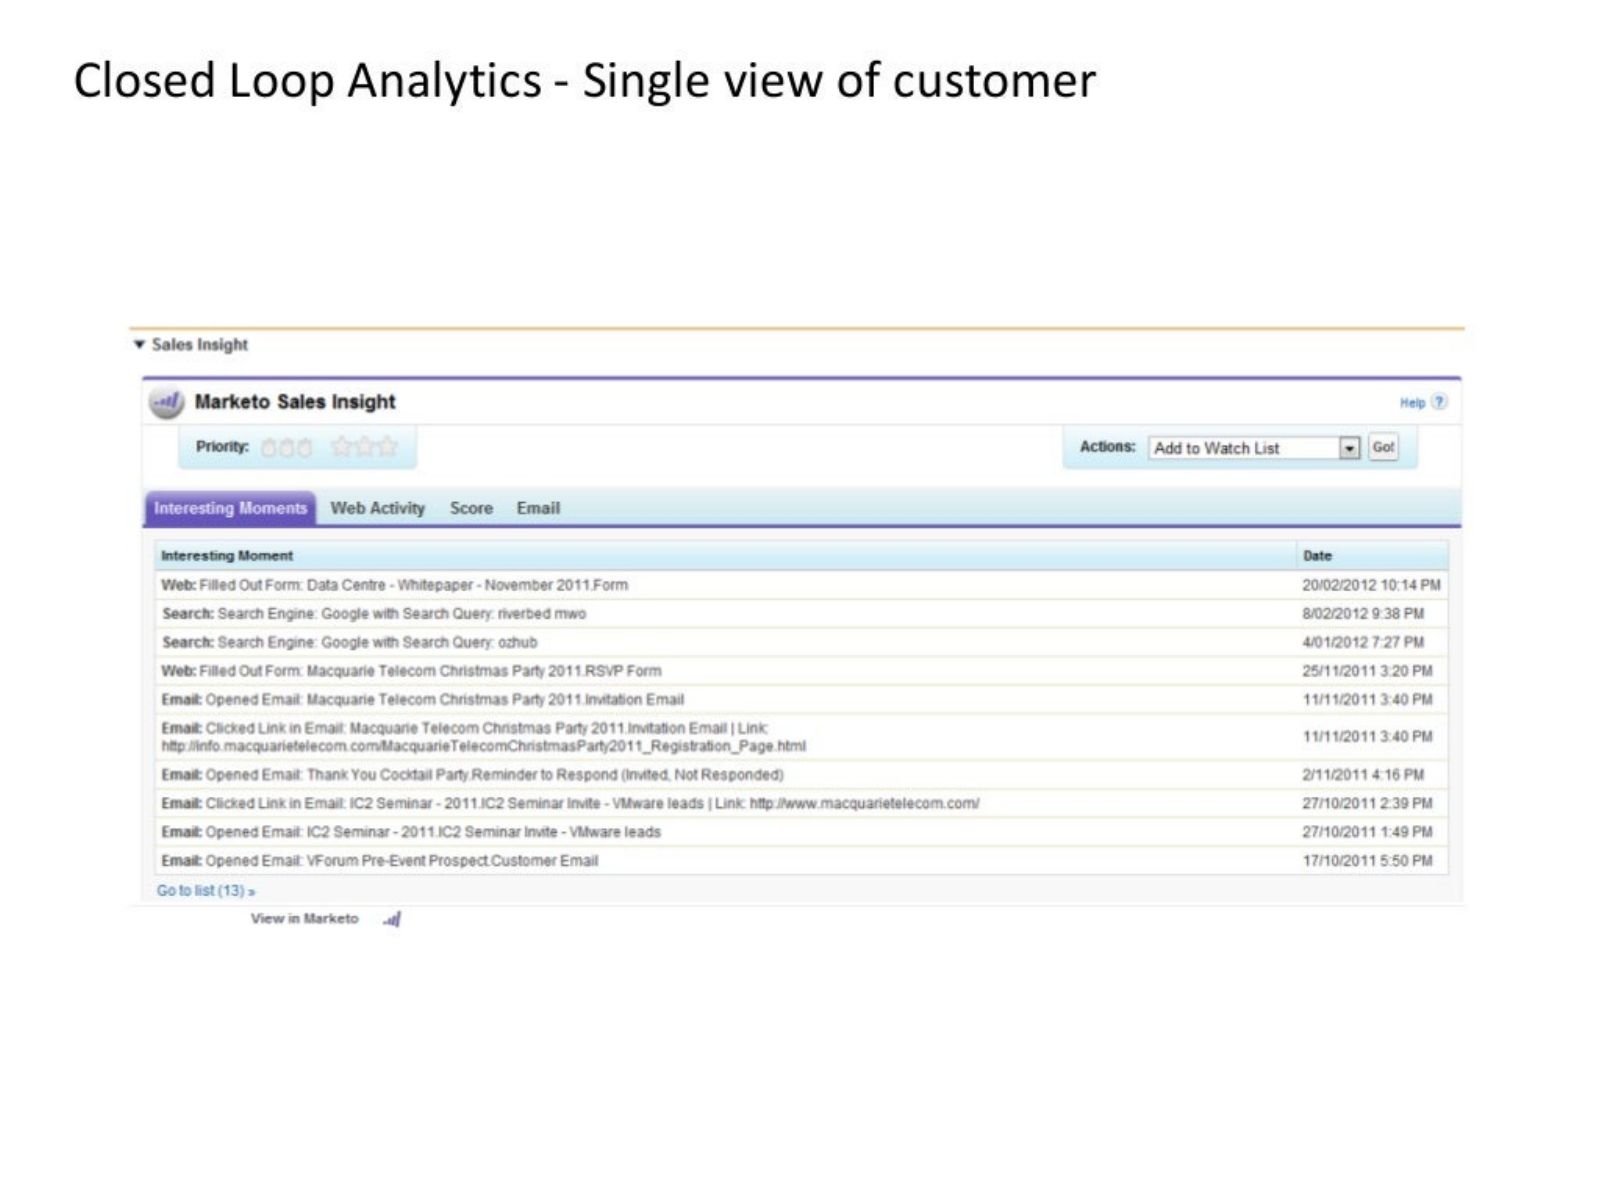 Closed Loop Analytics - Single view of customer
Sales Insight
Marketo Sales Insight
Help ?
Priority:
Actions: Add to Watch List Go!
Interesting Moments Web Activity Score Email
Interesting Moment Date
Web: Filled Out Form: Data Centre - Whitepaper - November 2011.Form 20/02/2012 10:14 PM
Search: Search Engine: Google with Search Query: riverbed mwo 8/02/2012 9:38 PM
Search: Search Engine: Google with Search Query: ozhub 4/01/2012 7:27 PM
Web: Filled Out Form: Macquarie Telecom Christmas Party 2011.RSVP Form 25/11/2011 3:20 PM
Email: Opened Email: Macquarie Telecom Christmas Party 2011.Invitation Email 11/11/2011 3:40 PM
Email: Clicked Link in Email: Macquarie Telecom Christmas Party 2011.Invitation Email | Link:
http://info.macquarietelecom.com/MacquarieTelecomChristmasParty2011_Registration_Page.html 11/11/2011 3:40 PM
Email: Opened Email: Thank You Cocktail Party.Reminder to Respond (Invited, Not Responded) 2/11/2011 4:16 PM
Email: Clicked Link in Email: IC2 Seminar - 2011.IC2 Seminar Invite - VMware leads | Link: http://www.macquarietelecom.com/ 27/10/2011 2:39 PM
Email: Opened Email: IC2 Seminar - 2011.IC2 Seminar Invite - VMware leads 27/10/2011 1:49 PM
Email: Opened Email: VForum Pre-Event Prospect.Customer Email 17/10/2011 5:50 PM
Go to list (13) »
View in Marketo